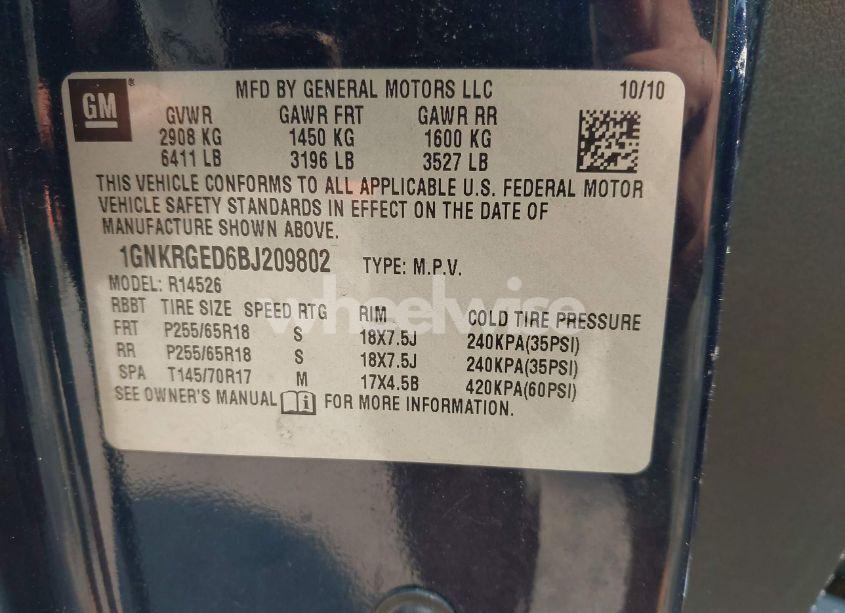 GM
MFD BY GENERAL MOTORS LLC 10/10
GVWR GAWR FRT GAWR RR
2908 KG 1450 KG 1600 KG
6411 LB 3196 LB 3527 LB
THIS VEHICLE CONFORMS TO ALL APPLICABLE U.S. FEDERAL MOTOR
VEHICLE SAFETY STANDARDS IN EFFECT ON THE DATE OF
MANUFACTURE SHOWN ABOVE.
1GNKRGED6BJ209802 TYPE: M.P.V.
MODEL: R14526
RBBT TIRE SIZE SPEED RTG RIM COLD TIRE PRESSURE
FRT P255/65R18 S 18X7.5J 240KPA(35PSI)
RR P255/65R18 S 18X7.5J 240KPA(35PSI)
SPA T145/70R17 M 17X4.5B 420KPA(60PSI)
SEE OWNER'S MANUAL FOR MORE INFORMATION.
wheelwise